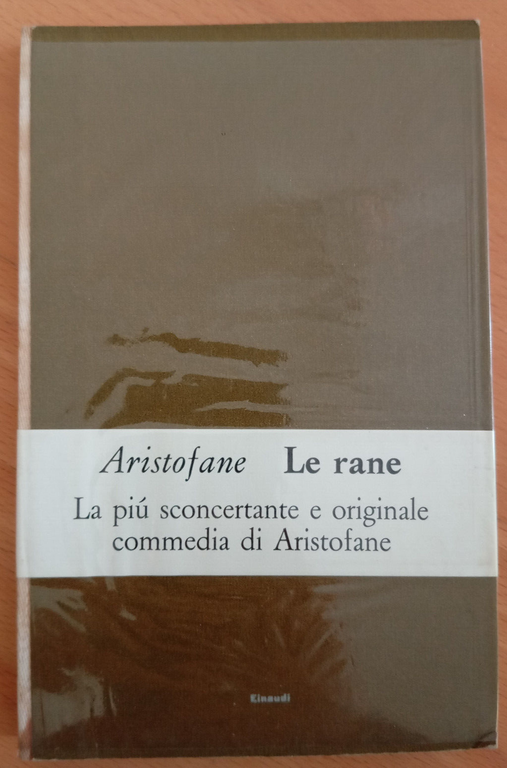 Aristofane Le rane
La piú sconcertante e originale
commedia di Aristofane
Einaudi